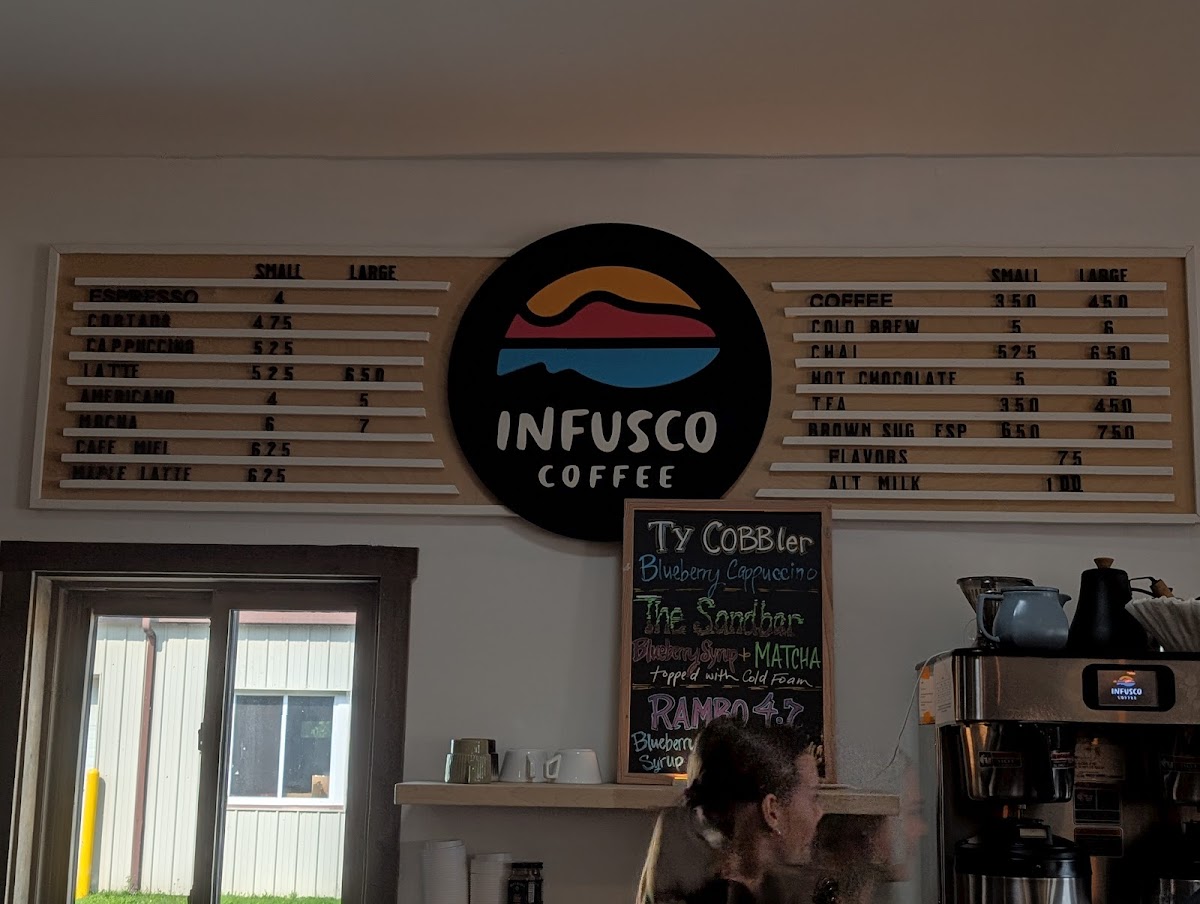 SMALL LARGE
ESPRESSO 4
CORTADO 4.75
CAPPUCCINO 5.25
LATTE 5.25 6.50
AMERICANO 4 5
MOCHA 6 7
CAFE MIEL 6.25
MAPLE LATTE 6.25
INFUSCO
COFFEE
SMALL LARGE
COFFEE 3.50 4.50
COLD BREW 5 6
CHAI 5.25 6.50
HOT CHOCOLATE 5 6
TEA 3.50 4.50
BROWN SUG ESP 6.50 7.50
FLAVORS .75
ALT MILK 1.00
Ty COBBler
Blueberry Cappuccino
The Sandbar
Blueberry Syrup + MATCHA
topped with Cold Foam
RAMBO 4.7
Blueberry
Syrup
INFUSCO
COFFEE